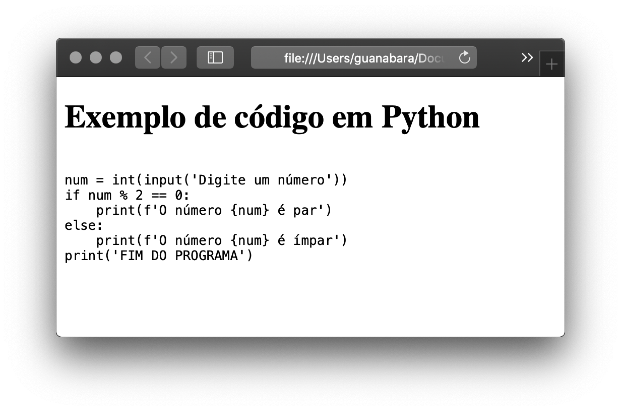 file:///Users/guanabara/Doc
Exemplo de código em Python
num = int(input('Digite um número'))
if num % 2 == 0:
    print(f'O número {num} é par')
else:
    print(f'O número {num} é ímpar')
print('FIM DO PROGRAMA')